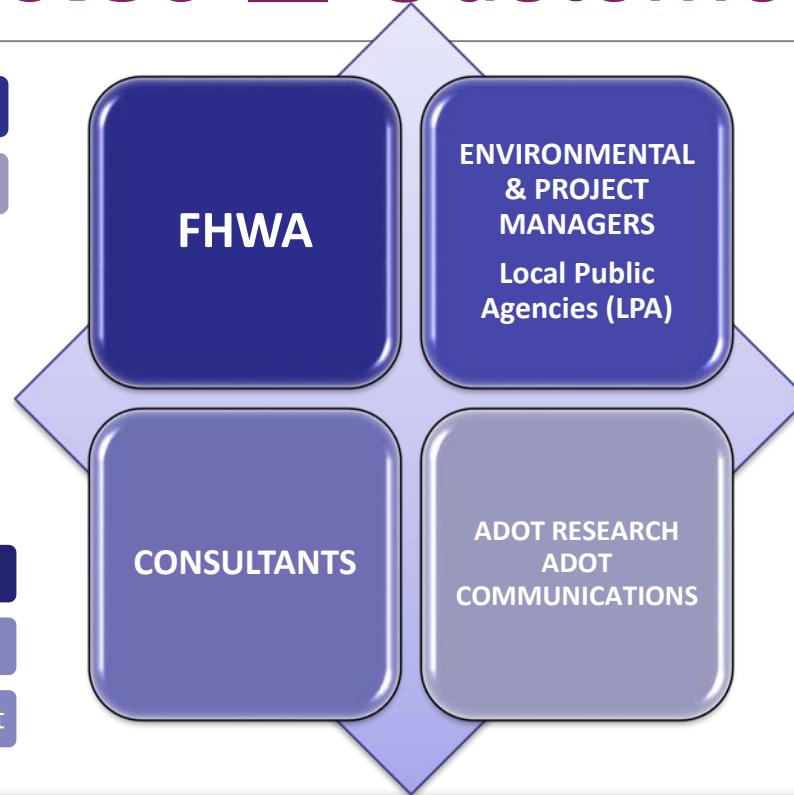 FHWA
ENVIRONMENTAL
& PROJECT
MANAGERS
Local Public
Agencies (LPA)
CONSULTANTS
ADOT RESEARCH
ADOT
COMMUNICATIONS